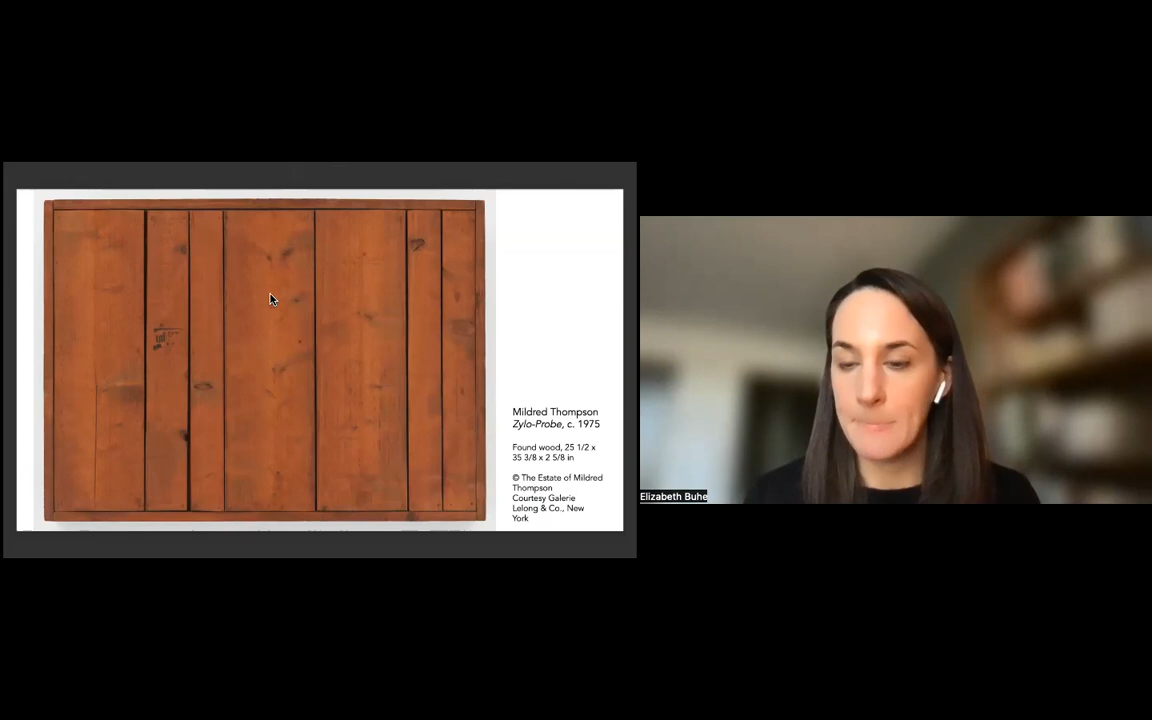 Mildred Thompson
Zylo-Probe, c. 1975
Found wood, 25 1/2 x
35 3/8 x 2 5/8 in
© The Estate of Mildred
Thompson
Courtesy Galerie
Lelong & Co., New
York
Elizabeth Buhe